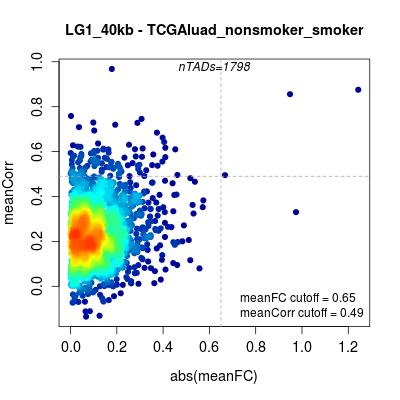 LG1_40kb - TCGAluad_nonsmoker_smoker
nTADs=1798
meanCorr
1.0
0.8
0.6
0.4
0.2
0.0
meanFC cutoff = 0.65
meanCorr cutoff = 0.49
0.0 0.2 0.4 0.6 0.8 1.0 1.2
abs(meanFC)